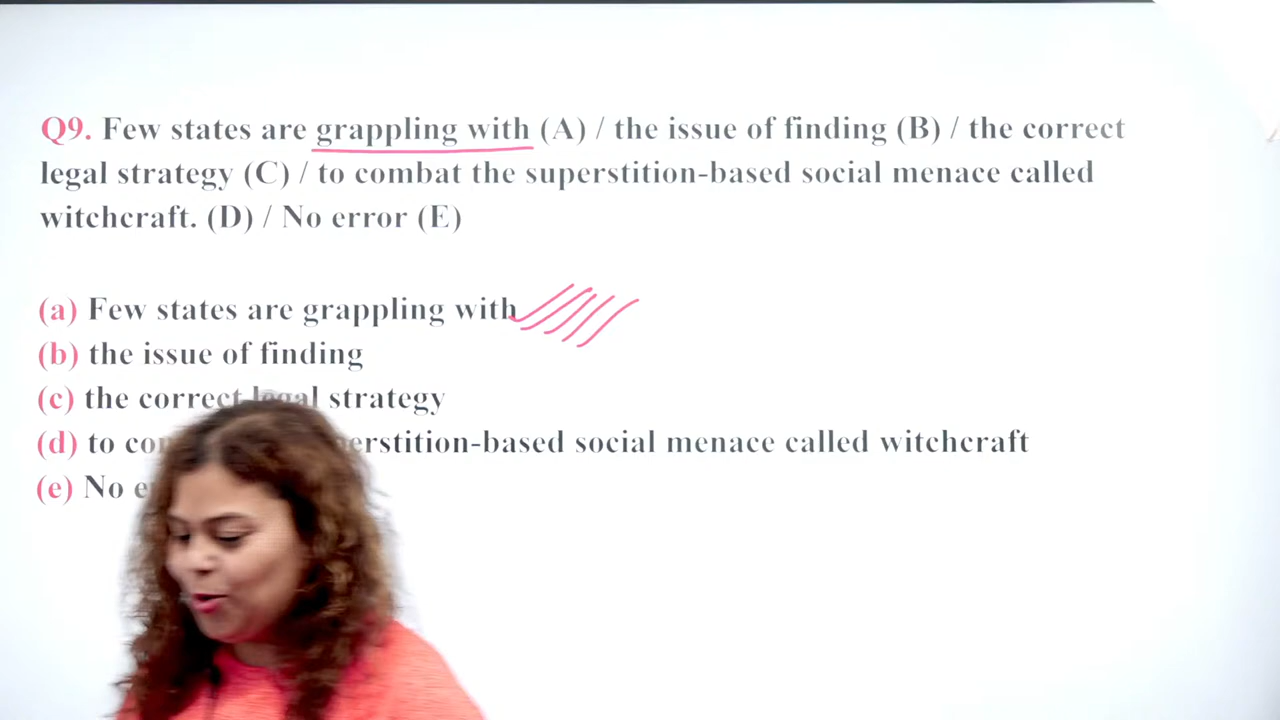 Q9. Few states are grappling with (A) / the issue of finding (B) / the correct
legal strategy (C) / to combat the superstition-based social menace called
witchcraft. (D) / No error (E)
(a) Few states are grappling with
(b) the issue of finding
(c) the correct legal strategy
(d) to social menace called witchcraft
(e) No